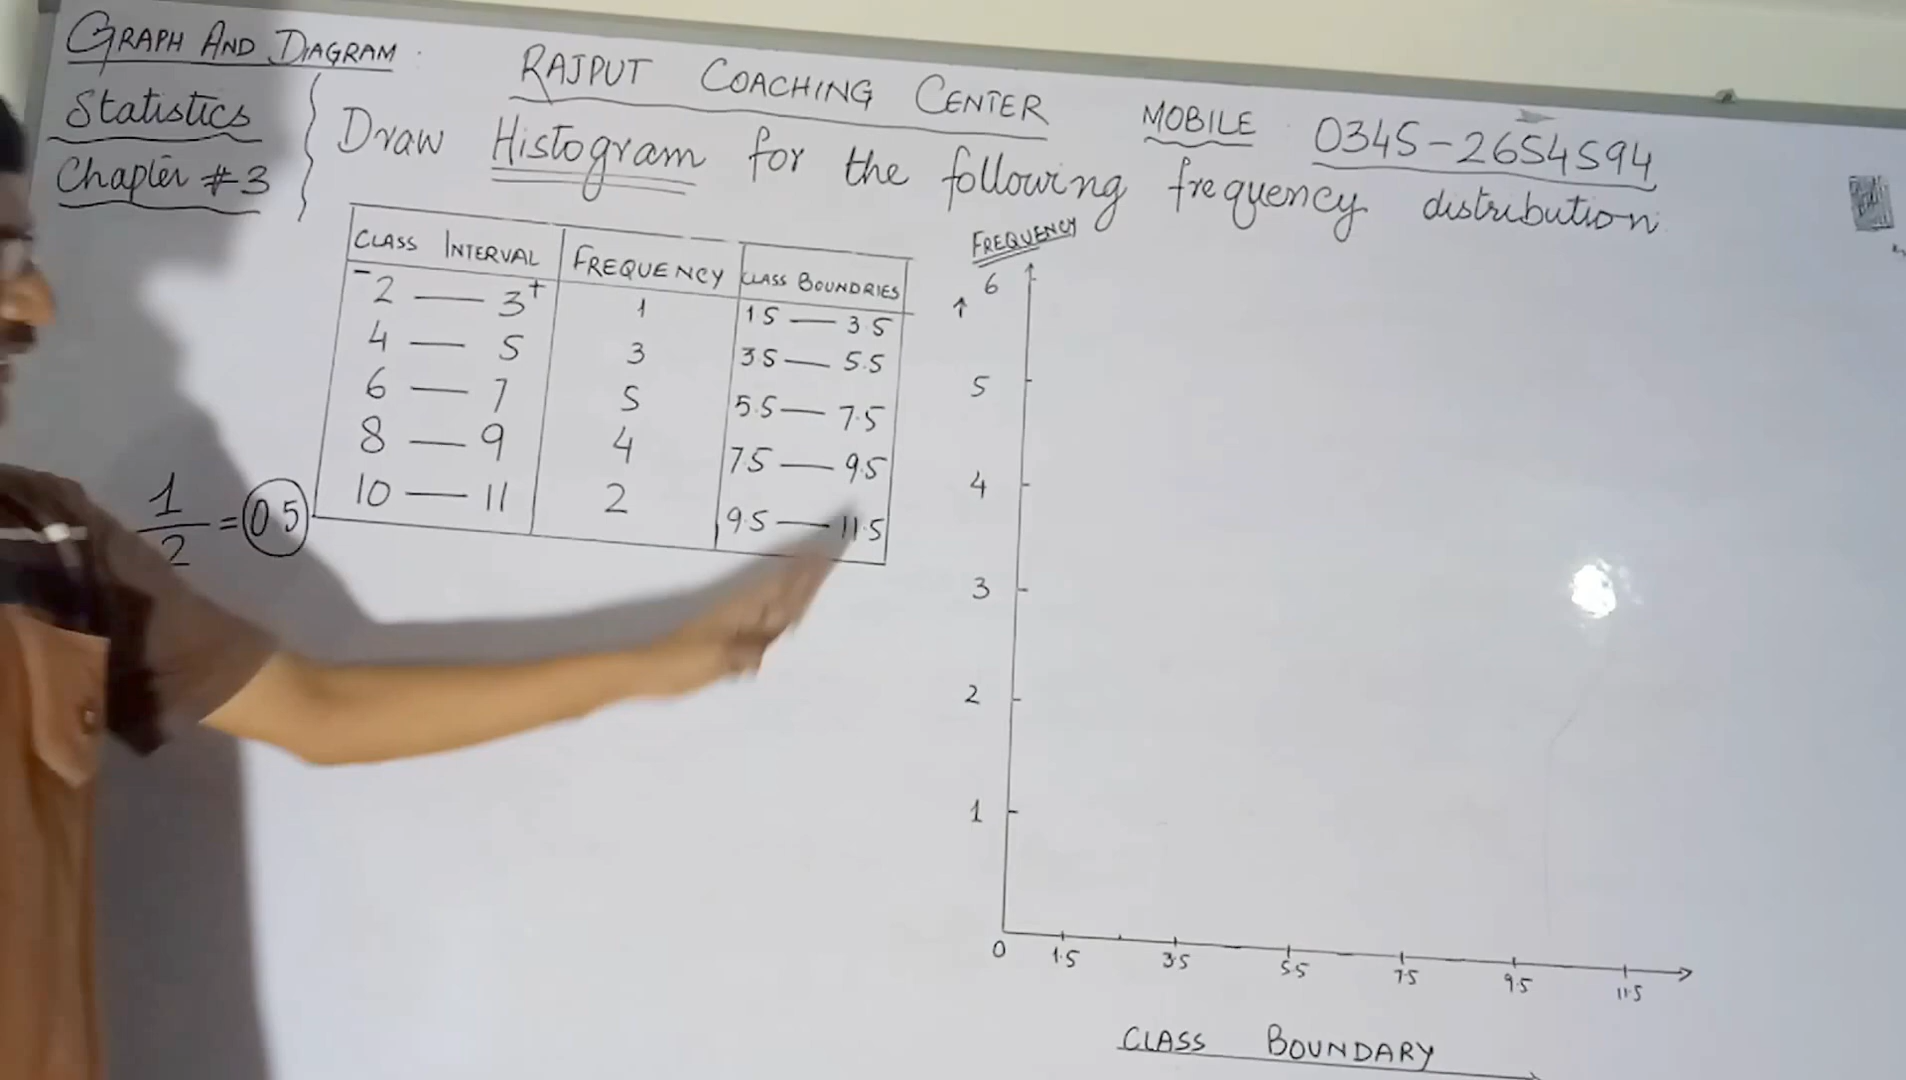 GRAPH AND DIAGRAM
RAJPUT COACHING CENTER MOBILE 0345-2654594
Statistics
Chapter #3
Draw Histogram for the following frequency distribution
CLASS INTERVAL FREQUENCY CLASS BOUNDRIES
-2 — 3+ 1 1.5 — 3.5
4 — 5 3 3.5 — 5.5
6 — 7 5 5.5 — 7.5
8 — 9 4 7.5 — 9.5
10 — 11 2 9.5 — 11.5
1/2 = 0.5
FREQUENCY
6
5
4
3
2
1
0 1.5 3.5 5.5 7.5 9.5 11.5
CLASS BOUNDARY